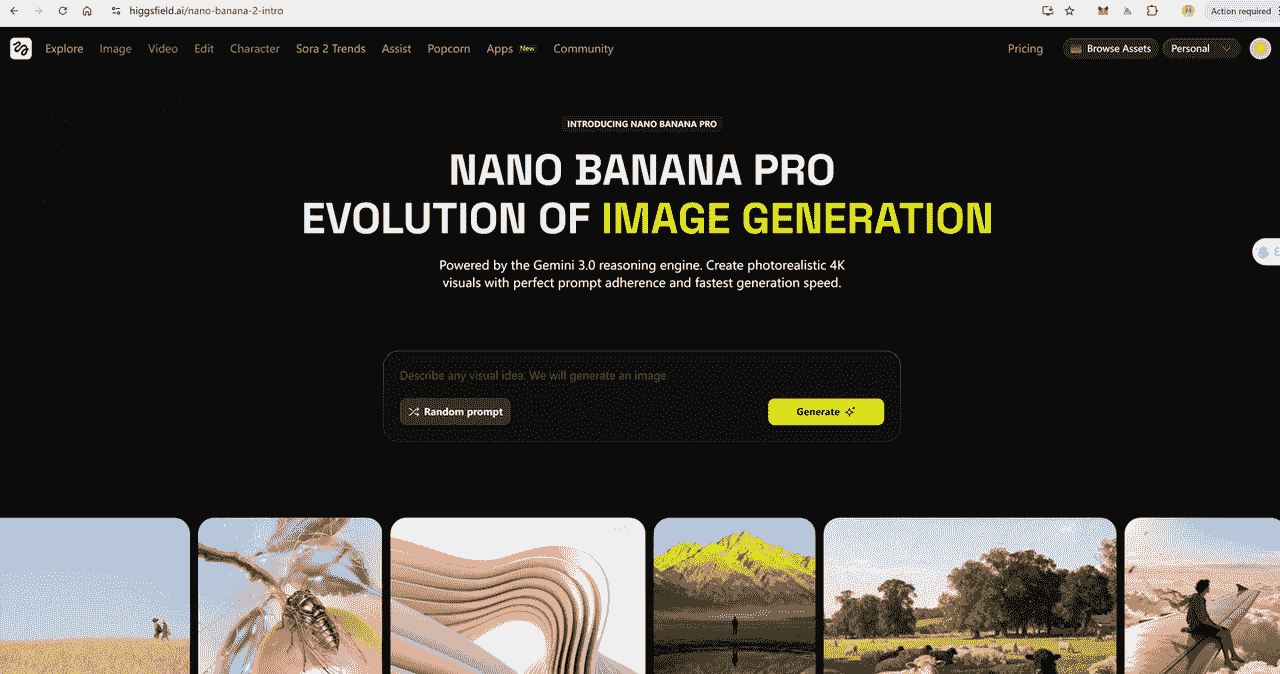 higgsfield.ai/nano-banana-2-intro
Action required
Explore
Image
Video
Edit
Character
Sora 2 Trends
Assist
Popcorn
Apps New
Community
Pricing
Browse Assets
Personal
INTRODUCING NANO BANANA PRO
NANO BANANA PRO
EVOLUTION OF IMAGE GENERATION
Powered by the Gemini 3.0 reasoning engine. Create photorealistic 4K
visuals with perfect prompt adherence and fastest generation speed.
Describe any visual idea. We will generate an image
Random prompt
Generate